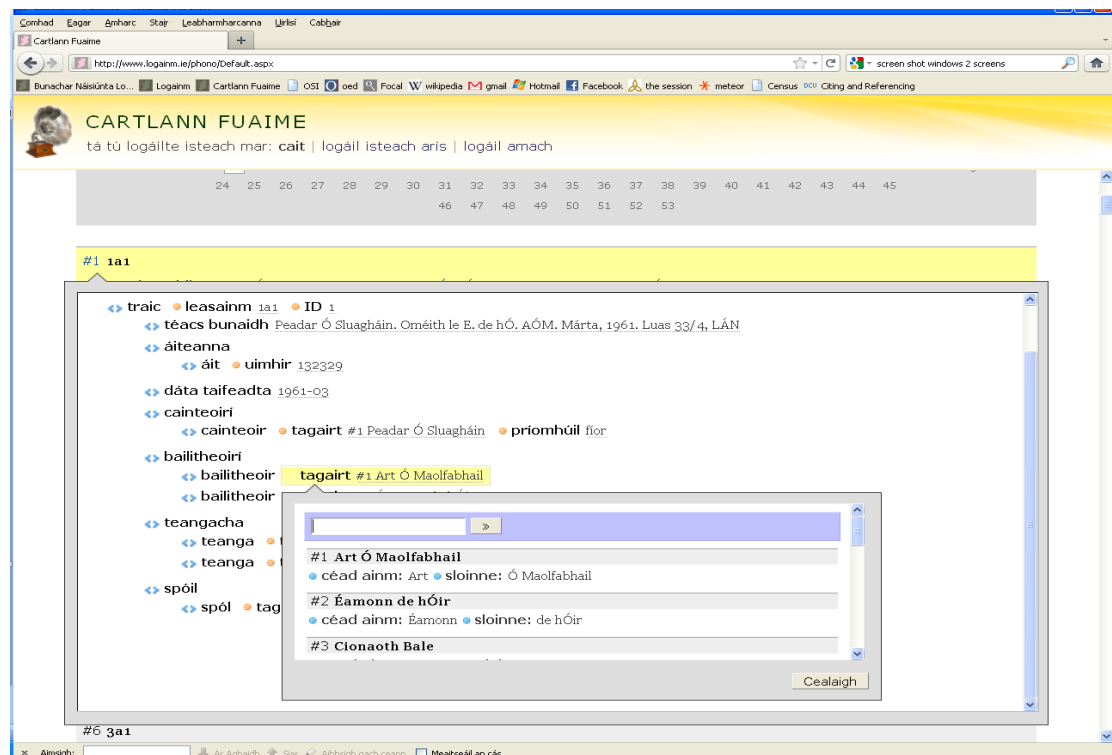 Comhad Eagar Amharc Stair Leabharmharcanna Uirlisí Cabhair
Cartlann Fuaime
http://www.logainm.ie/phono/Default.aspx screen shot windows 2 screens
Bunachar Náisiúnta Lo... Logainm Cartlann Fuaime OSI oed Focal wikipedia gmail Hotmail Facebook the session meteor Census DCU Citing and Referencing
CARTLANN FUAIME
tá tú logáilte isteach mar: cait | logáil isteach arís | logáil amach
24 25 26 27 28 29 30 31 32 33 34 35 36 37 38 39 40 41 42 43 44 45
46 47 48 49 50 51 52 53
#1 1a1
traic leasainm 1a1 ID 1
téacs bunaidh Peadar Ó Sluagháin. Oméith le E. de hÓ. AÓM. Márta, 1961. Luas 33/4, LÁN
áiteanna
áit uimhir 132329
dáta taifeadta 1961-03
cainteoirí
cainteoir tagairt #1 Peadar Ó Sluagháin príomhúil fíor
bailitheoirí
bailitheoir tagairt #1 Art Ó Maolfabhail
bailitheoir
teangacha
teanga
teanga
spóil
spól tag
»
#1 Art Ó Maolfabhail
céad ainm: Art sloinne: Ó Maolfabhail
#2 Éamonn de hÓir
céad ainm: Éamonn sloinne: de hÓir
#3 Cionaoth Bale
Cealaigh
#6 3a1
Aimsigh: Ar Aghaidh Siar Aibhsigh gach ceann Meaitseáil an cás